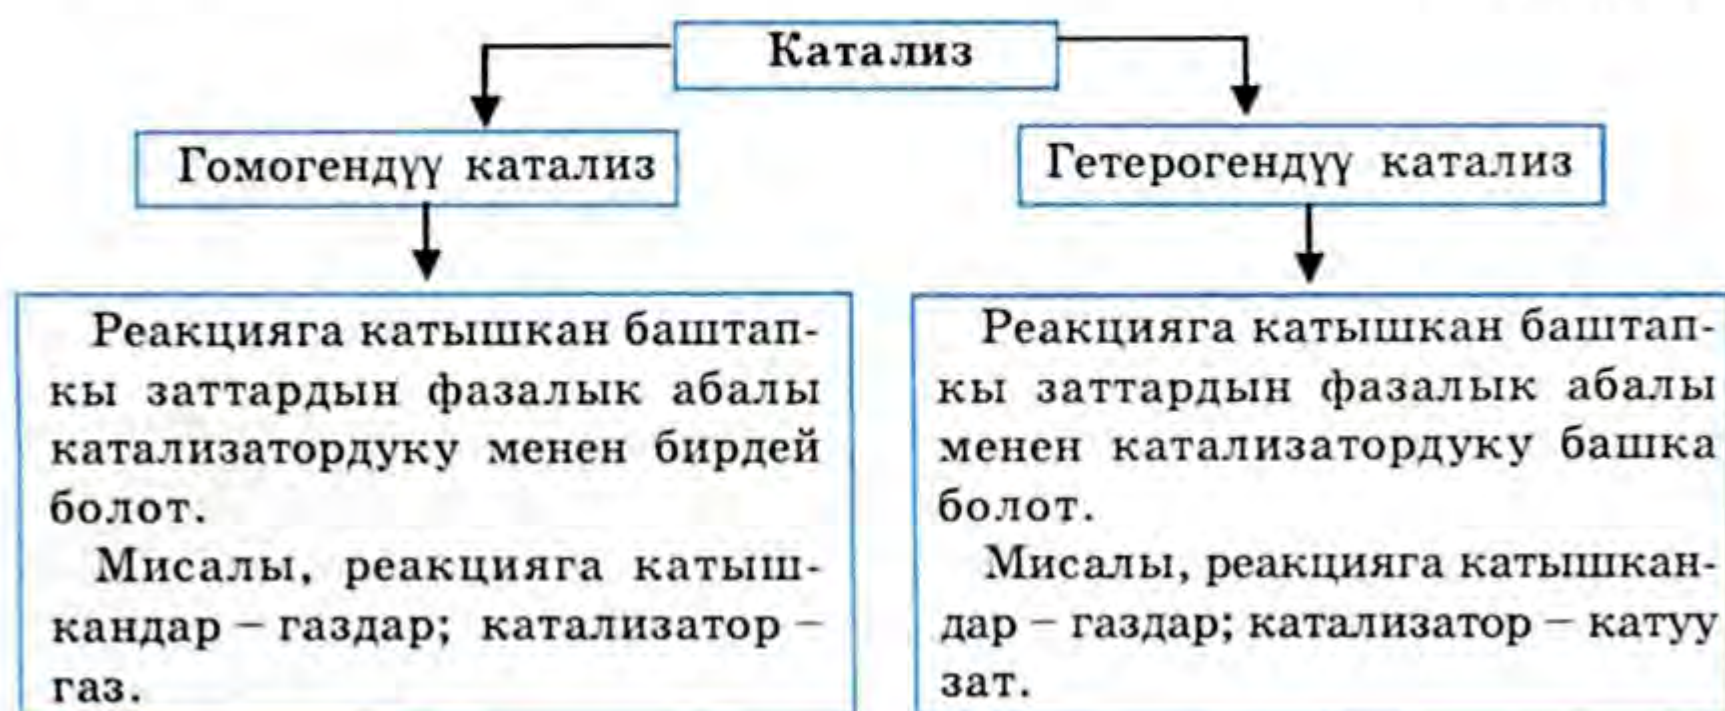 Катализ
Гомогендүү катализ
Гетерогендүү катализ
Реакцияга катышкан баштап-
кы заттардын фазалык абалы
катализатордуку менен бирдей
болот.
Мисалы, реакцияга катыш-
кандар – газдар; катализатор –
газ.
Реакцияга катышкан баштап-
кы заттардын фазалык абалы
менен катализатордуку башка
болот.
Мисалы, реакцияга катышкан-
дар – газдар; катализатор – катуу
зат.